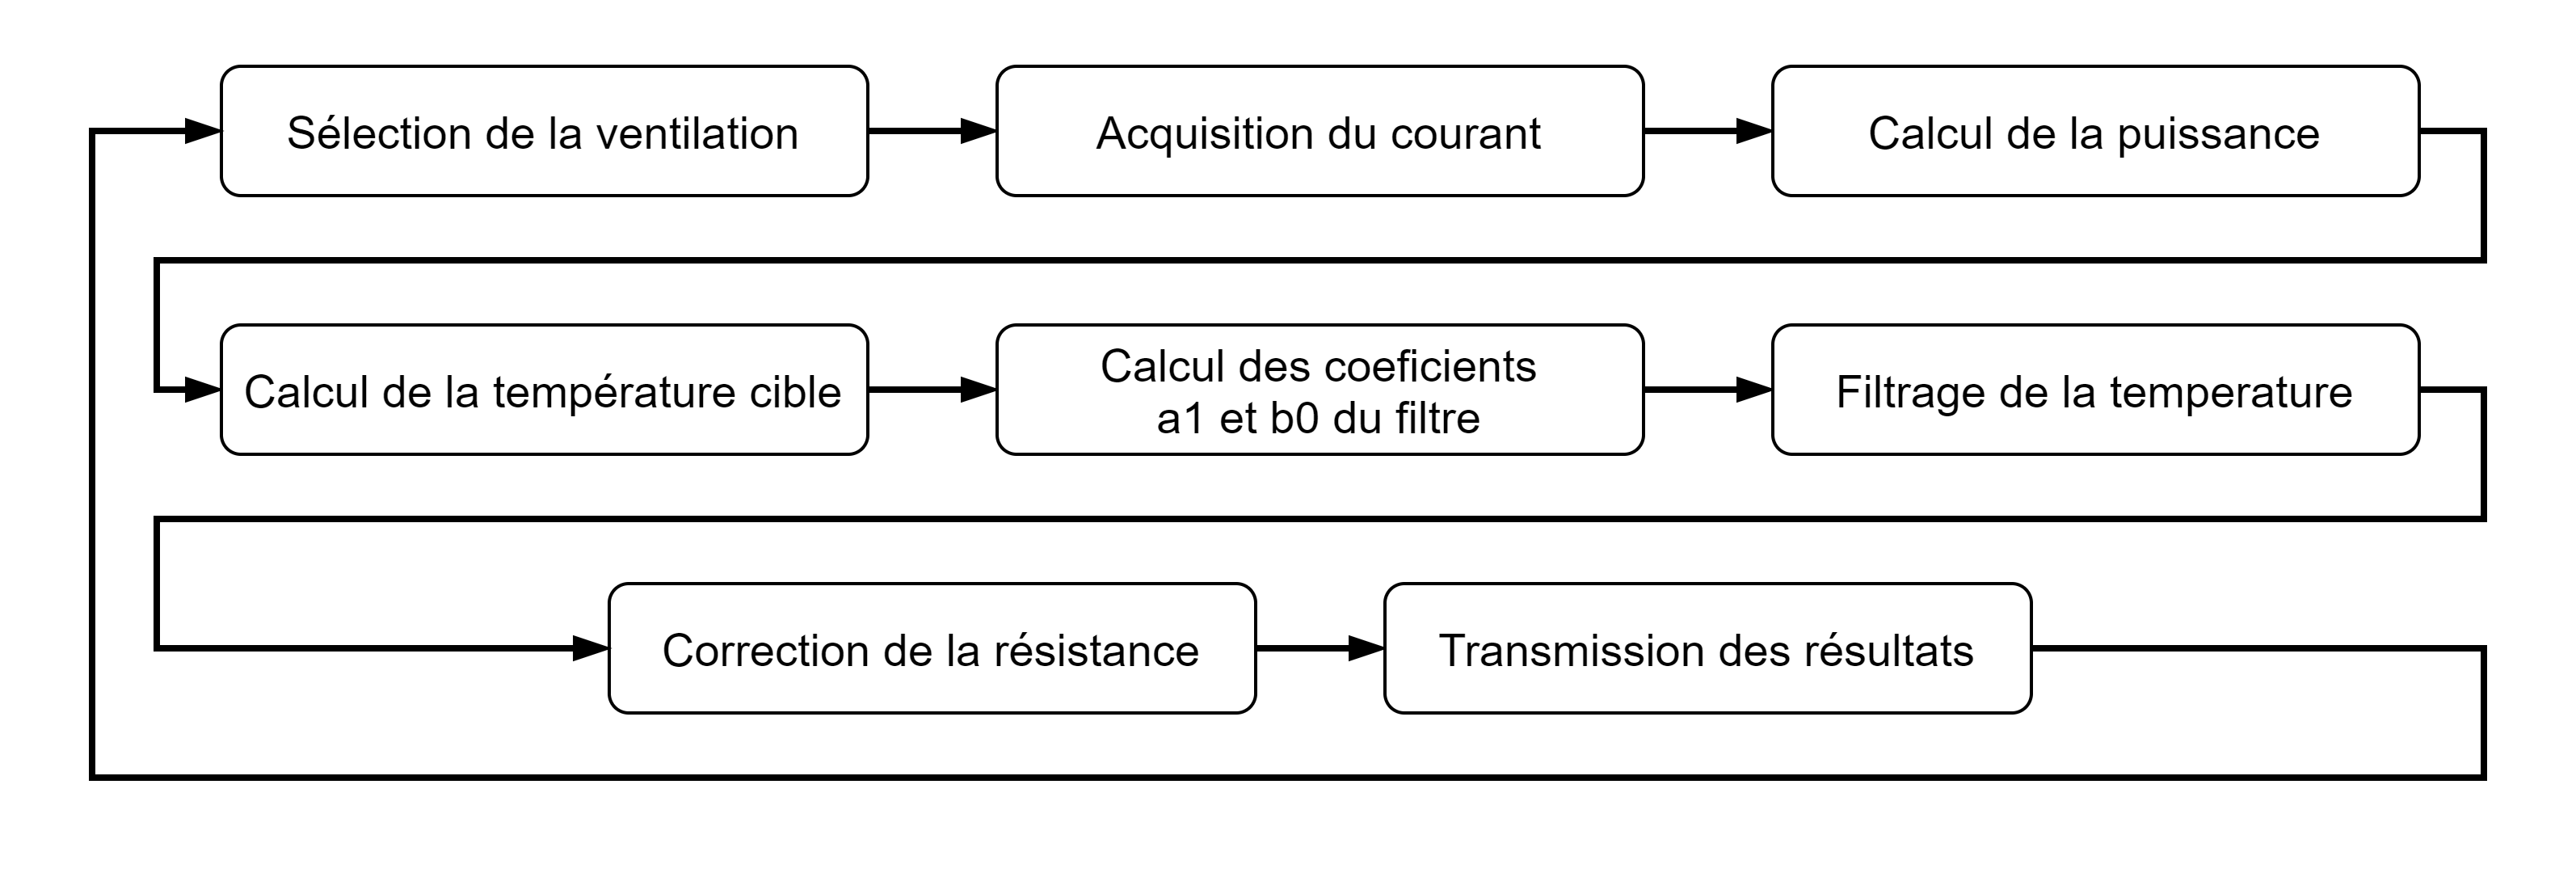 Sélection de la ventilation
Acquisition du courant
Calcul de la puissance
Calcul de la température cible
Calcul des coeficients
a1 et b0 du filtre
Filtrage de la temperature
Correction de la résistance
Transmission des résultats